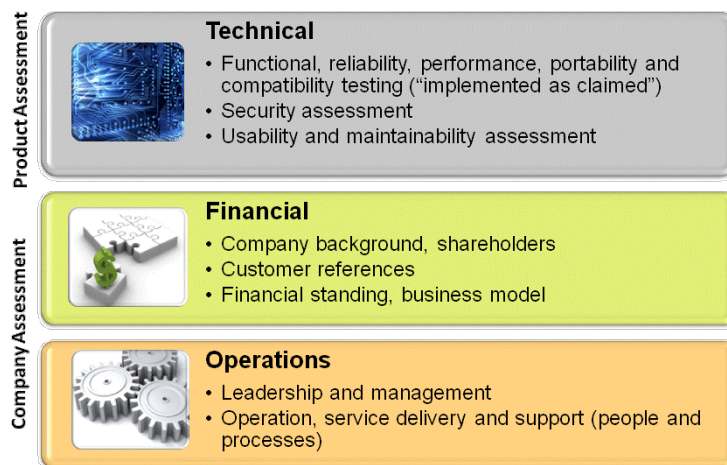 Product Assessment
Technical
• Functional, reliability, performance, portability and
compatibility testing (“implemented as claimed”)
• Security assessment
• Usability and maintainability assessment
Company Assessment
Financial
• Company background, shareholders
• Customer references
• Financial standing, business model
$
Operations
• Leadership and management
• Operation, service delivery and support (people and
processes)